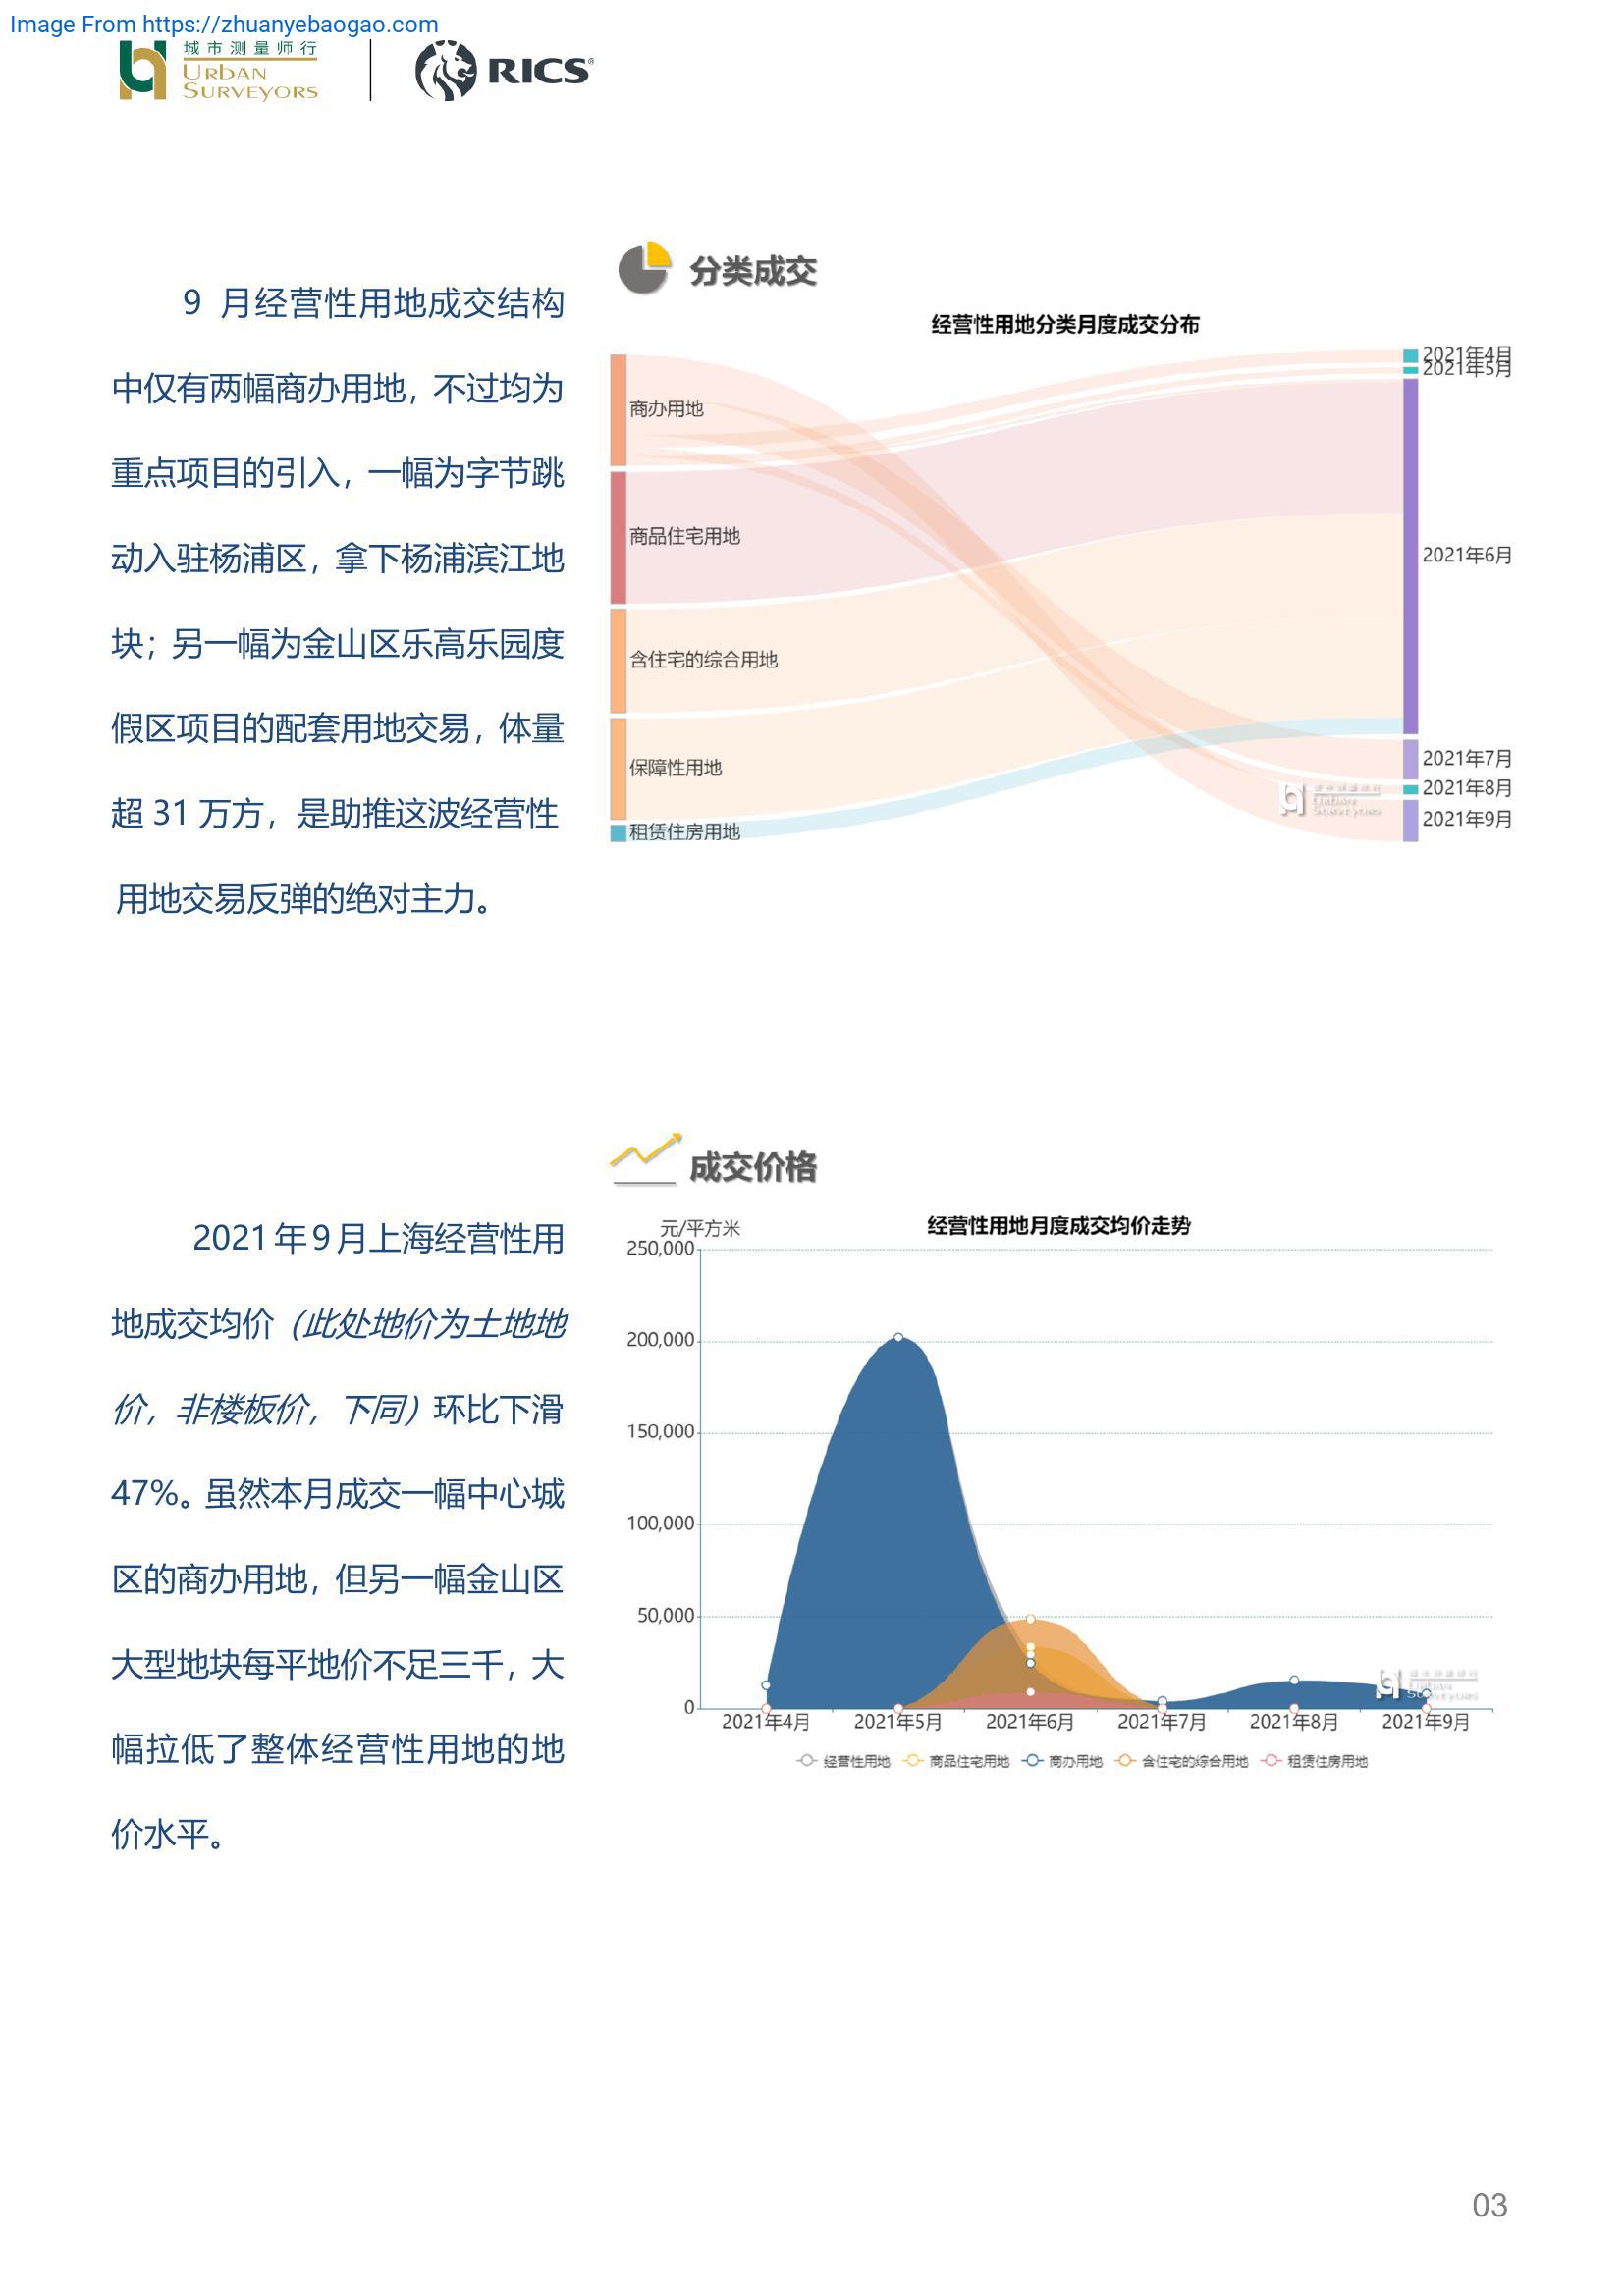 Image From https://zhuanyebaogao.com
城市测量师行
URBAN
SURVEYORS
RICS®
分类成交
9 月经营性用地成交结构
中仅有两幅商办用地，不过均为
重点项目的引入，一幅为字节跳
动入驻杨浦区，拿下杨浦滨江地
块；另一幅为金山区乐高乐园度
假区项目的配套用地交易，体量
超 31 万方，是助推这波经营性
用地交易反弹的绝对主力。
经营性用地分类月度成交分布
商办用地
商品住宅用地
含住宅的综合用地
保障性用地
租赁住房用地
2021年4月
2021年5月
2021年6月
2021年7月
2021年8月
2021年9月
城市测量师行
URBAN
SURVEYORS
成交价格
2021 年 9 月上海经营性用
地成交均价（此处地价为土地地
价，非楼板价，下同）环比下滑
47%。虽然本月成交一幅中心城
区的商办用地，但另一幅金山区
大型地块每平地价不足三千，大
幅拉低了整体经营性用地的地
价水平。
经营性用地月度成交均价走势
元/平方米
250,000
200,000
150,000
100,000
50,000
0
2021年4月 2021年5月 2021年6月 2021年7月 2021年8月 2021年9月
城市测量师行
URBAN
SURVEYORS
经营性用地 商品住宅用地 商办用地 含住宅的综合用地 租赁住房用地
03